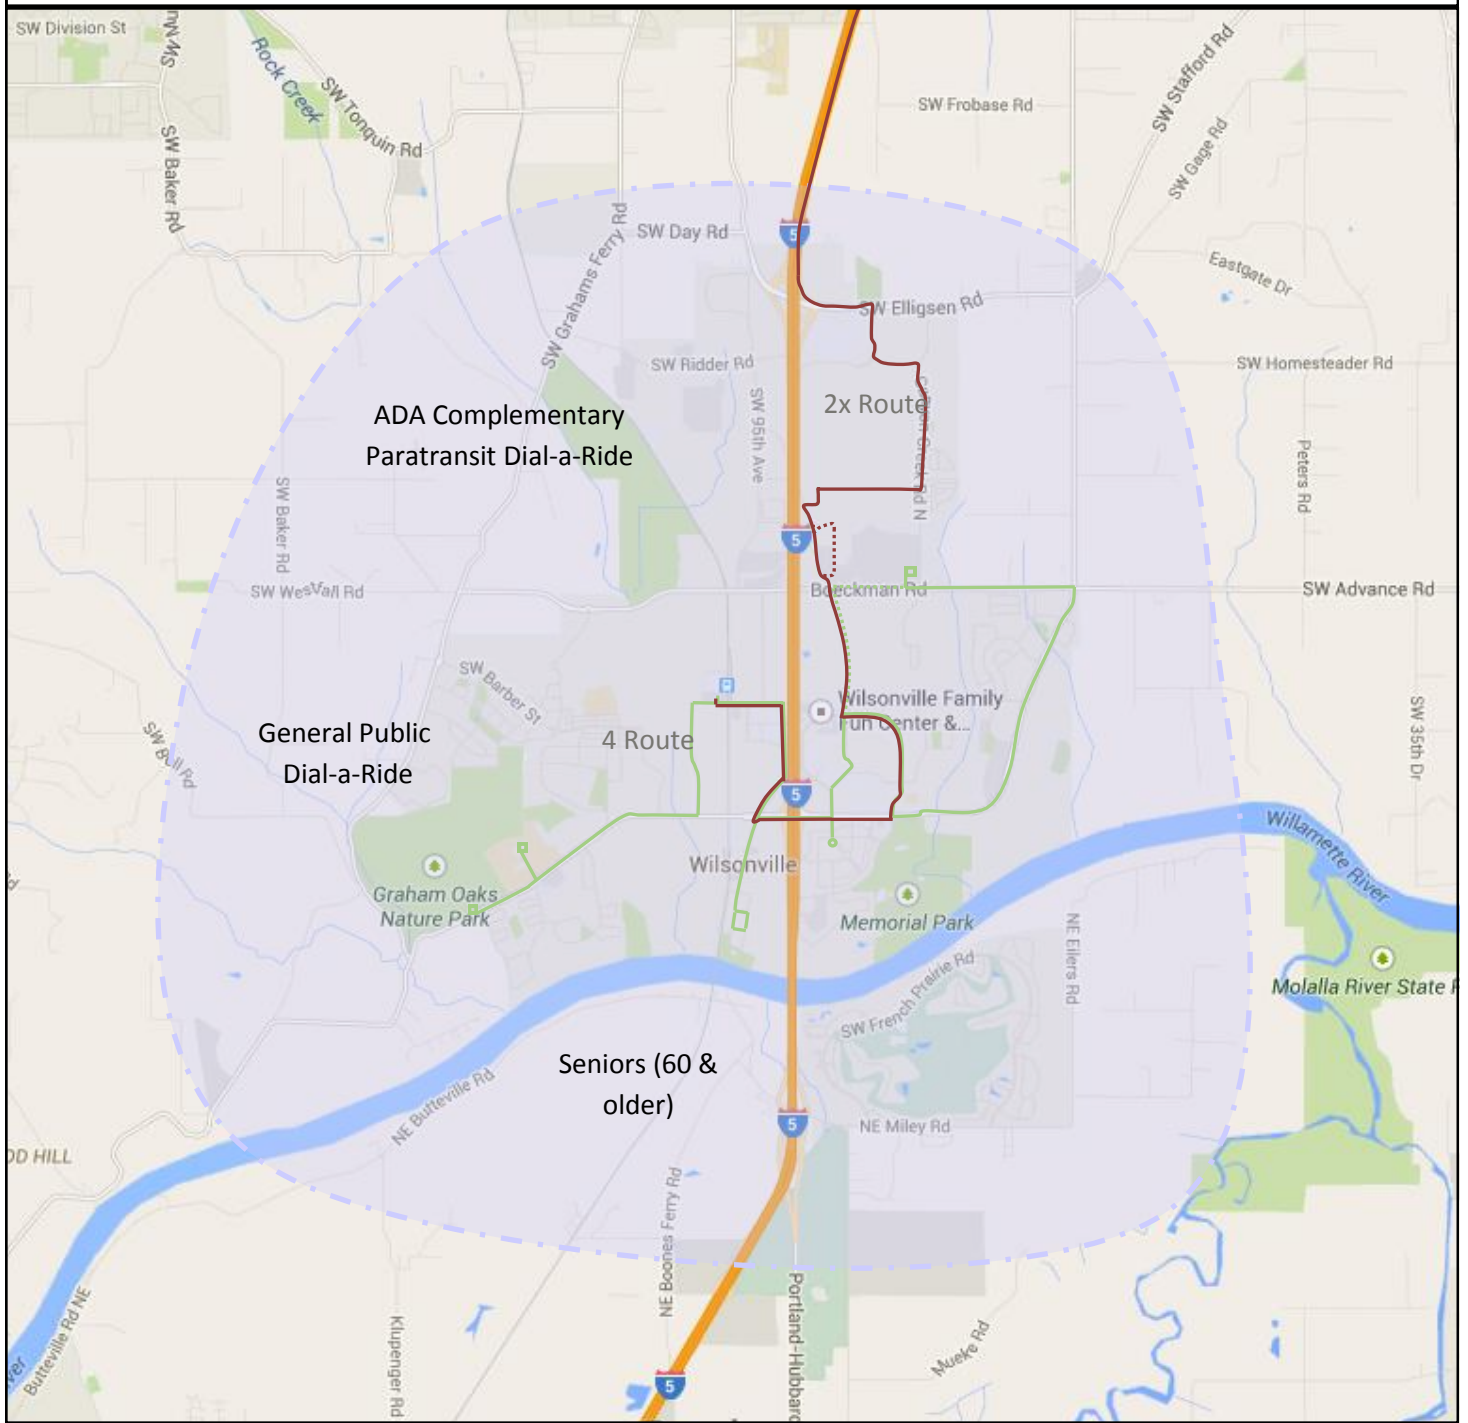 SW Division St
Rock Creek
SW Tonquin Rd
SW Baker Rd
SW Frobase Rd
SW Stafford Rd
SW Gage Rd
SW Day Rd
SW Grahams Ferry Rd
5
Eastgate Dr
SW Elligsen Rd
SW Ridder Rd
SW Homesteader Rd
SW 95th Ave
2x Route
ADA Complementary
Paratransit Dial-a-Ride
Peters Rd
SW Baker Rd
5
SW Westfall Rd
Boeckman Rd
SW Advance Rd
SW Barber St
Wilsonville Family
Fun Center &...
SW 35th Dr
General Public
Dial-a-Ride
4 Route
5
Willamette River
Wilsonville
Graham Oaks
Nature Park
Memorial Park
NE Eilers Rd
Molalla River State
SW French Prairie Rd
Seniors (60 &
older)
NE Butteville Rd
5
NE Miley Rd
OD HILL
NE Boones Ferry Rd
Butteville Rd NE
Klupenger Rd
Portland-Hubbard
Mueke Rd
5